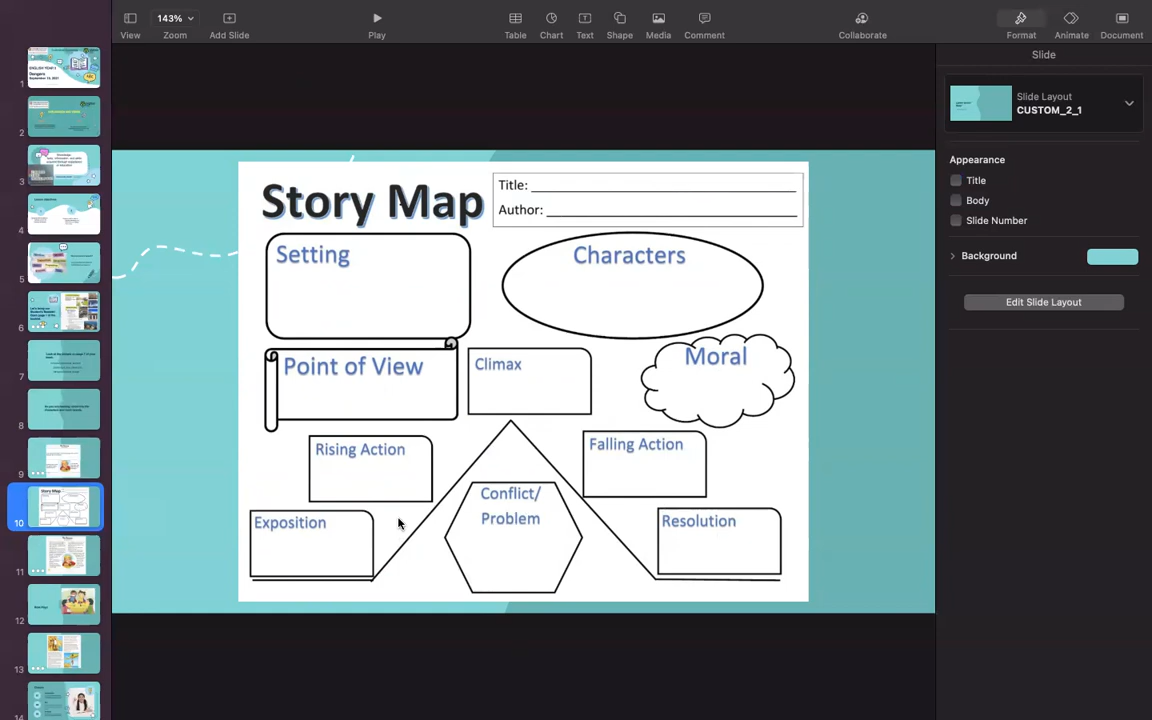 143%
View
Zoom
Add Slide
Play
Table
Chart
Text
Shape
Media
Comment
Collaborate
Format
Animate
Document
Slide
Slide Layout
CUSTOM_2_1
Appearance
Title
Body
Slide Number
Background
Edit Slide Layout
Story Map
Title:
Author:
Setting
Characters
Point of View
Climax
Moral
Rising Action
Falling Action
Conflict/
Problem
Exposition
Resolution
1
2
3
4
5
6
7
8
9
10
11
12
13
14